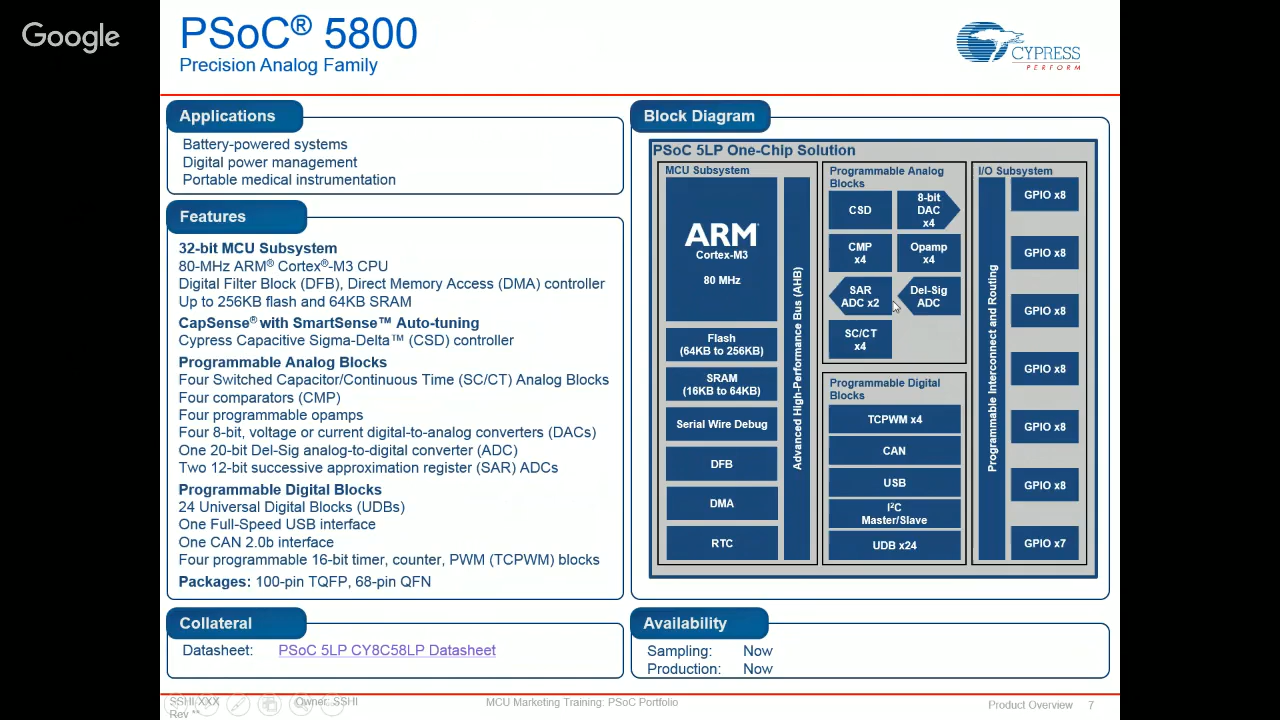 Google
PSoC® 5800
Precision Analog Family
CYPRESS
PERFORM
Applications
Battery-powered systems
Digital power management
Portable medical instrumentation
Features
32-bit MCU Subsystem
80-MHz ARM® Cortex®-M3 CPU
Digital Filter Block (DFB), Direct Memory Access (DMA) controller
Up to 256KB flash and 64KB SRAM
CapSense® with SmartSense™ Auto-tuning
Cypress Capacitive Sigma-Delta™ (CSD) controller
Programmable Analog Blocks
Four Switched Capacitor/Continuous Time (SC/CT) Analog Blocks
Four comparators (CMP)
Four programmable opamps
Four 8-bit, voltage or current digital-to-analog converters (DACs)
One 20-bit Del-Sig analog-to-digital converter (ADC)
Two 12-bit successive approximation register (SAR) ADCs
Programmable Digital Blocks
24 Universal Digital Blocks (UDBs)
One Full-Speed USB interface
One CAN 2.0b interface
Four programmable 16-bit timer, counter, PWM (TCPWM) blocks
Packages: 100-pin TQFP, 68-pin QFN
Collateral
Datasheet: PSoC 5LP CY8C58LP Datasheet
Block Diagram
PSoC 5LP One-Chip Solution
MCU Subsystem
ARM
Cortex-M3
80 MHz
Flash
(64KB to 256KB)
SRAM
(16KB to 64KB)
Serial Wire Debug
DFB
DMA
RTC
Advanced High-Performance Bus (AHB)
Programmable Analog
Blocks
CSD
8-bit
DAC
x4
CMP
x4
Opamp
x4
SAR
ADC x2
Del-Sig
ADC
SC/CT
x4
Programmable Digital
Blocks
TCPWM x4
CAN
USB
I²C
Master/Slave
UDB x24
I/O Subsystem
Programmable Interconnect and Routing
GPIO x8
GPIO x8
GPIO x8
GPIO x8
GPIO x8
GPIO x8
GPIO x7
Availability
Sampling: Now
Production: Now
SSHI XXX
Rev **
Owner: SSHI
MCU Marketing Training: PSoC Portfolio
Product Overview 7